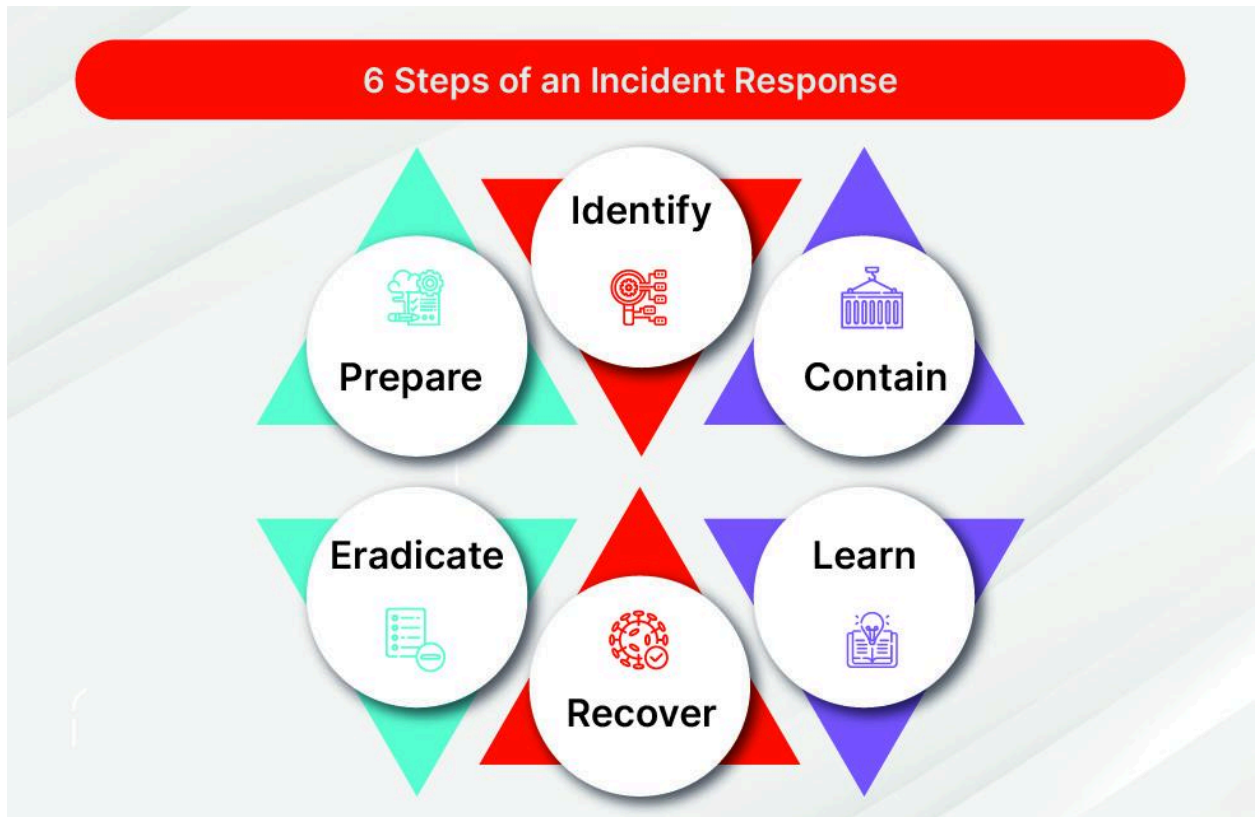 6 Steps of an Incident Response
Prepare
Identify
Contain
Eradicate
Recover
Learn